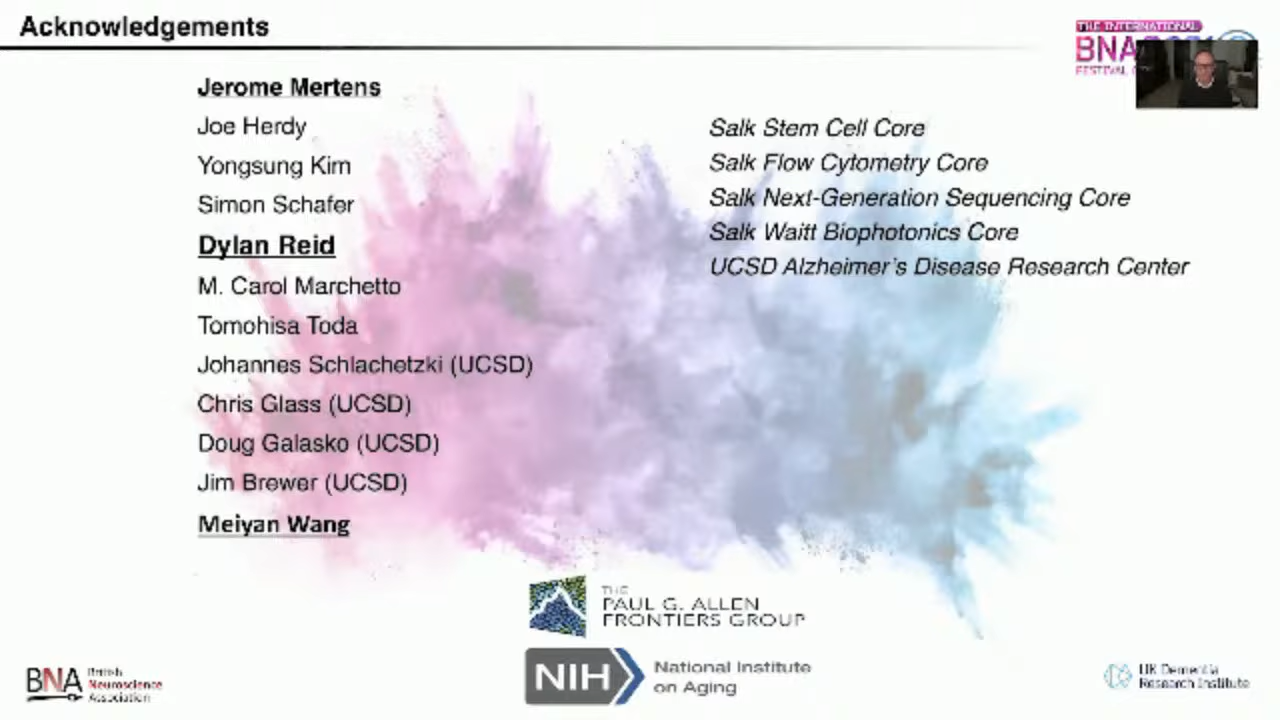 Acknowledgements
THE INTERNATIONAL
BNA
FESTIVAL
Jerome Mertens
Joe Herdy
Yongsung Kim
Simon Schafer
Dylan Reid
M. Carol Marchetto
Tomohisa Toda
Johannes Schlachetzki (UCSD)
Chris Glass (UCSD)
Doug Galasko (UCSD)
Jim Brewer (UCSD)
Meiyan Wang
Salk Stem Cell Core
Salk Flow Cytometry Core
Salk Next-Generation Sequencing Core
Salk Waitt Biophotonics Core
UCSD Alzheimer's Disease Research Center
THE
PAUL G. ALLEN
FRONTIERS GROUP
NIH
National Institute
on Aging
BNA
British
Neuroscience
Association
UK Dementia
Research Institute